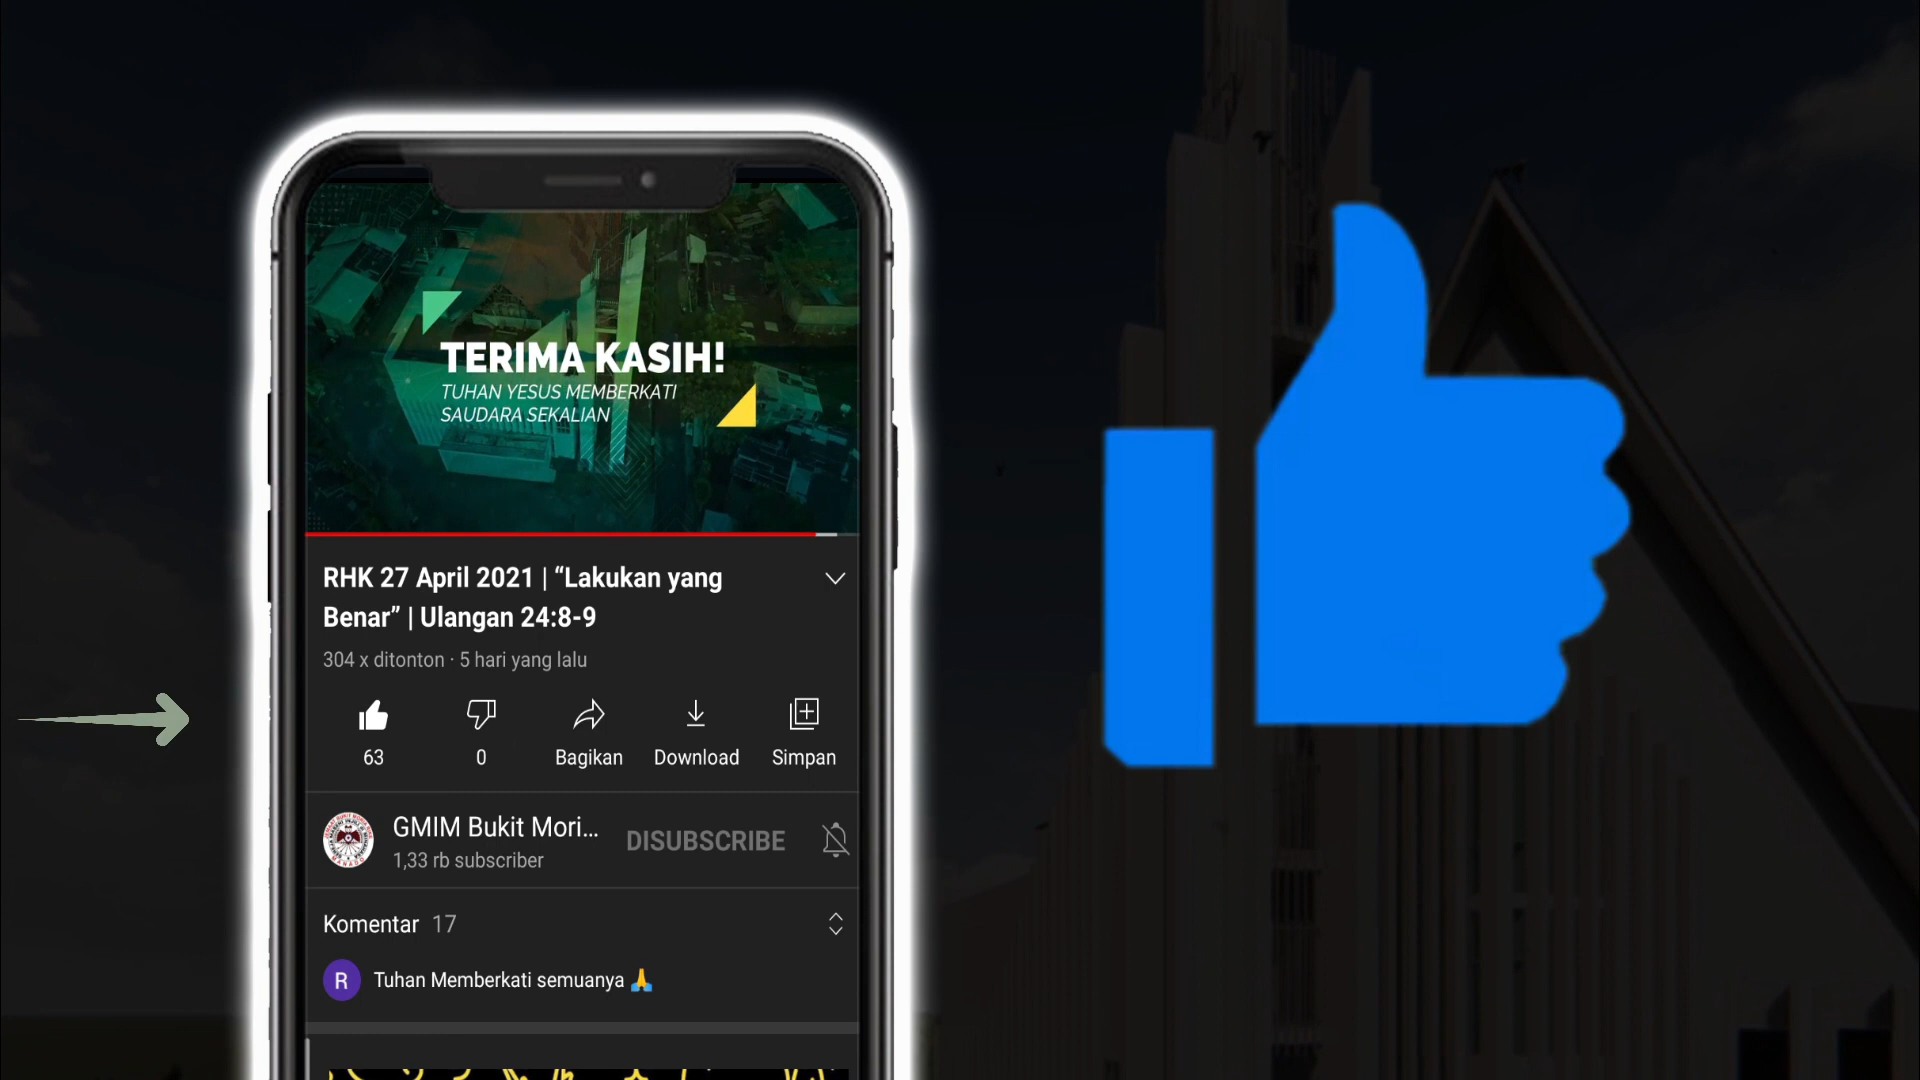 TERIMA KASIH!
TUHAN YESUS MEMBERKATI
SAUDARA SEKALIAN
RHK 27 April 2021 | “Lakukan yang
Benar” | Ulangan 24:8-9
304 x ditonton · 5 hari yang lalu
63
0
Bagikan
Download
Simpan
GMIM Bukit Mori...
DISUBSCRIBE
1,33 rb subscriber
Komentar 17
R
Tuhan Memberkati semuanya 🙏